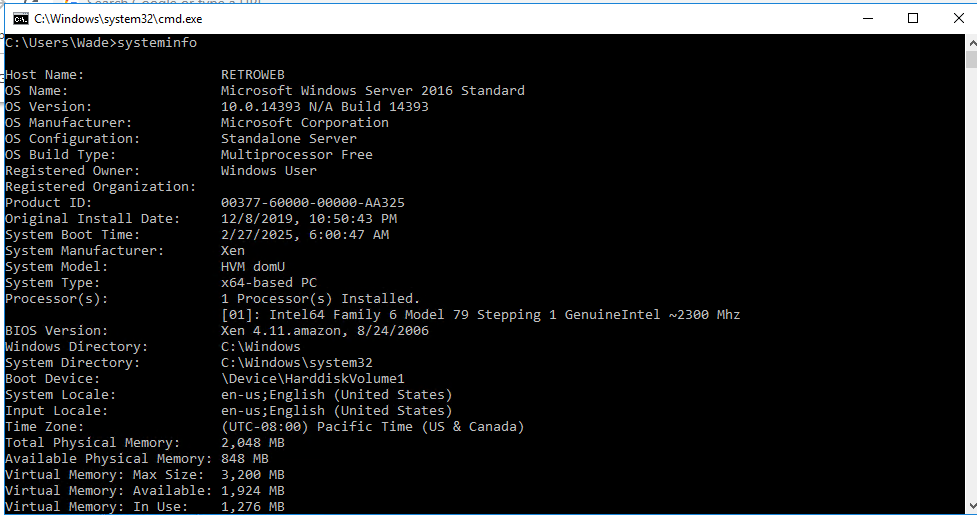 C:\Windows\system32\cmd.exe
C:\Users\Wade>systeminfo
Host Name: RETROWEB
OS Name: Microsoft Windows Server 2016 Standard
OS Version: 10.0.14393 N/A Build 14393
OS Manufacturer: Microsoft Corporation
OS Configuration: Standalone Server
OS Build Type: Multiprocessor Free
Registered Owner: Windows User
Registered Organization:
Product ID: 00377-60000-00000-AA325
Original Install Date: 12/8/2019, 10:50:43 PM
System Boot Time: 2/27/2025, 6:00:47 AM
System Manufacturer: Xen
System Model: HVM domU
System Type: x64-based PC
Processor(s): 1 Processor(s) Installed.
[01]: Intel64 Family 6 Model 79 Stepping 1 GenuineIntel ~2300 Mhz
BIOS Version: Xen 4.11.amazon, 8/24/2006
Windows Directory: C:\Windows
System Directory: C:\Windows\system32
Boot Device: \Device\HarddiskVolume1
System Locale: en-us;English (United States)
Input Locale: en-us;English (United States)
Time Zone: (UTC-08:00) Pacific Time (US & Canada)
Total Physical Memory: 2,048 MB
Available Physical Memory: 848 MB
Virtual Memory: Max Size: 3,200 MB
Virtual Memory: Available: 1,924 MB
Virtual Memory: In Use: 1,276 MB